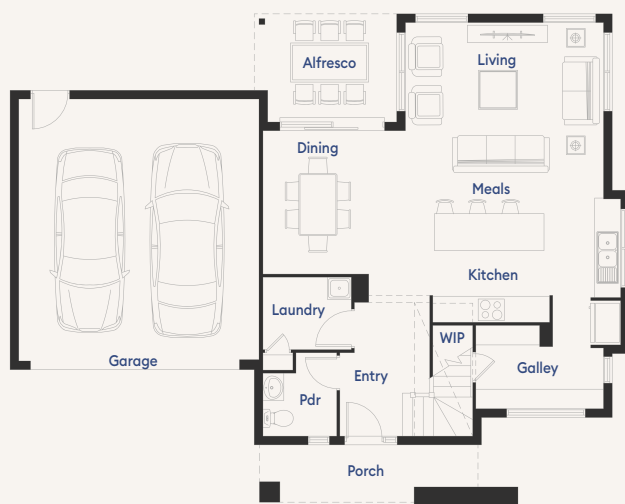 Alfresco
Living
Dining
Meals
Kitchen
Laundry
WIP
Garage
Entry
Galley
Pdr
Porch